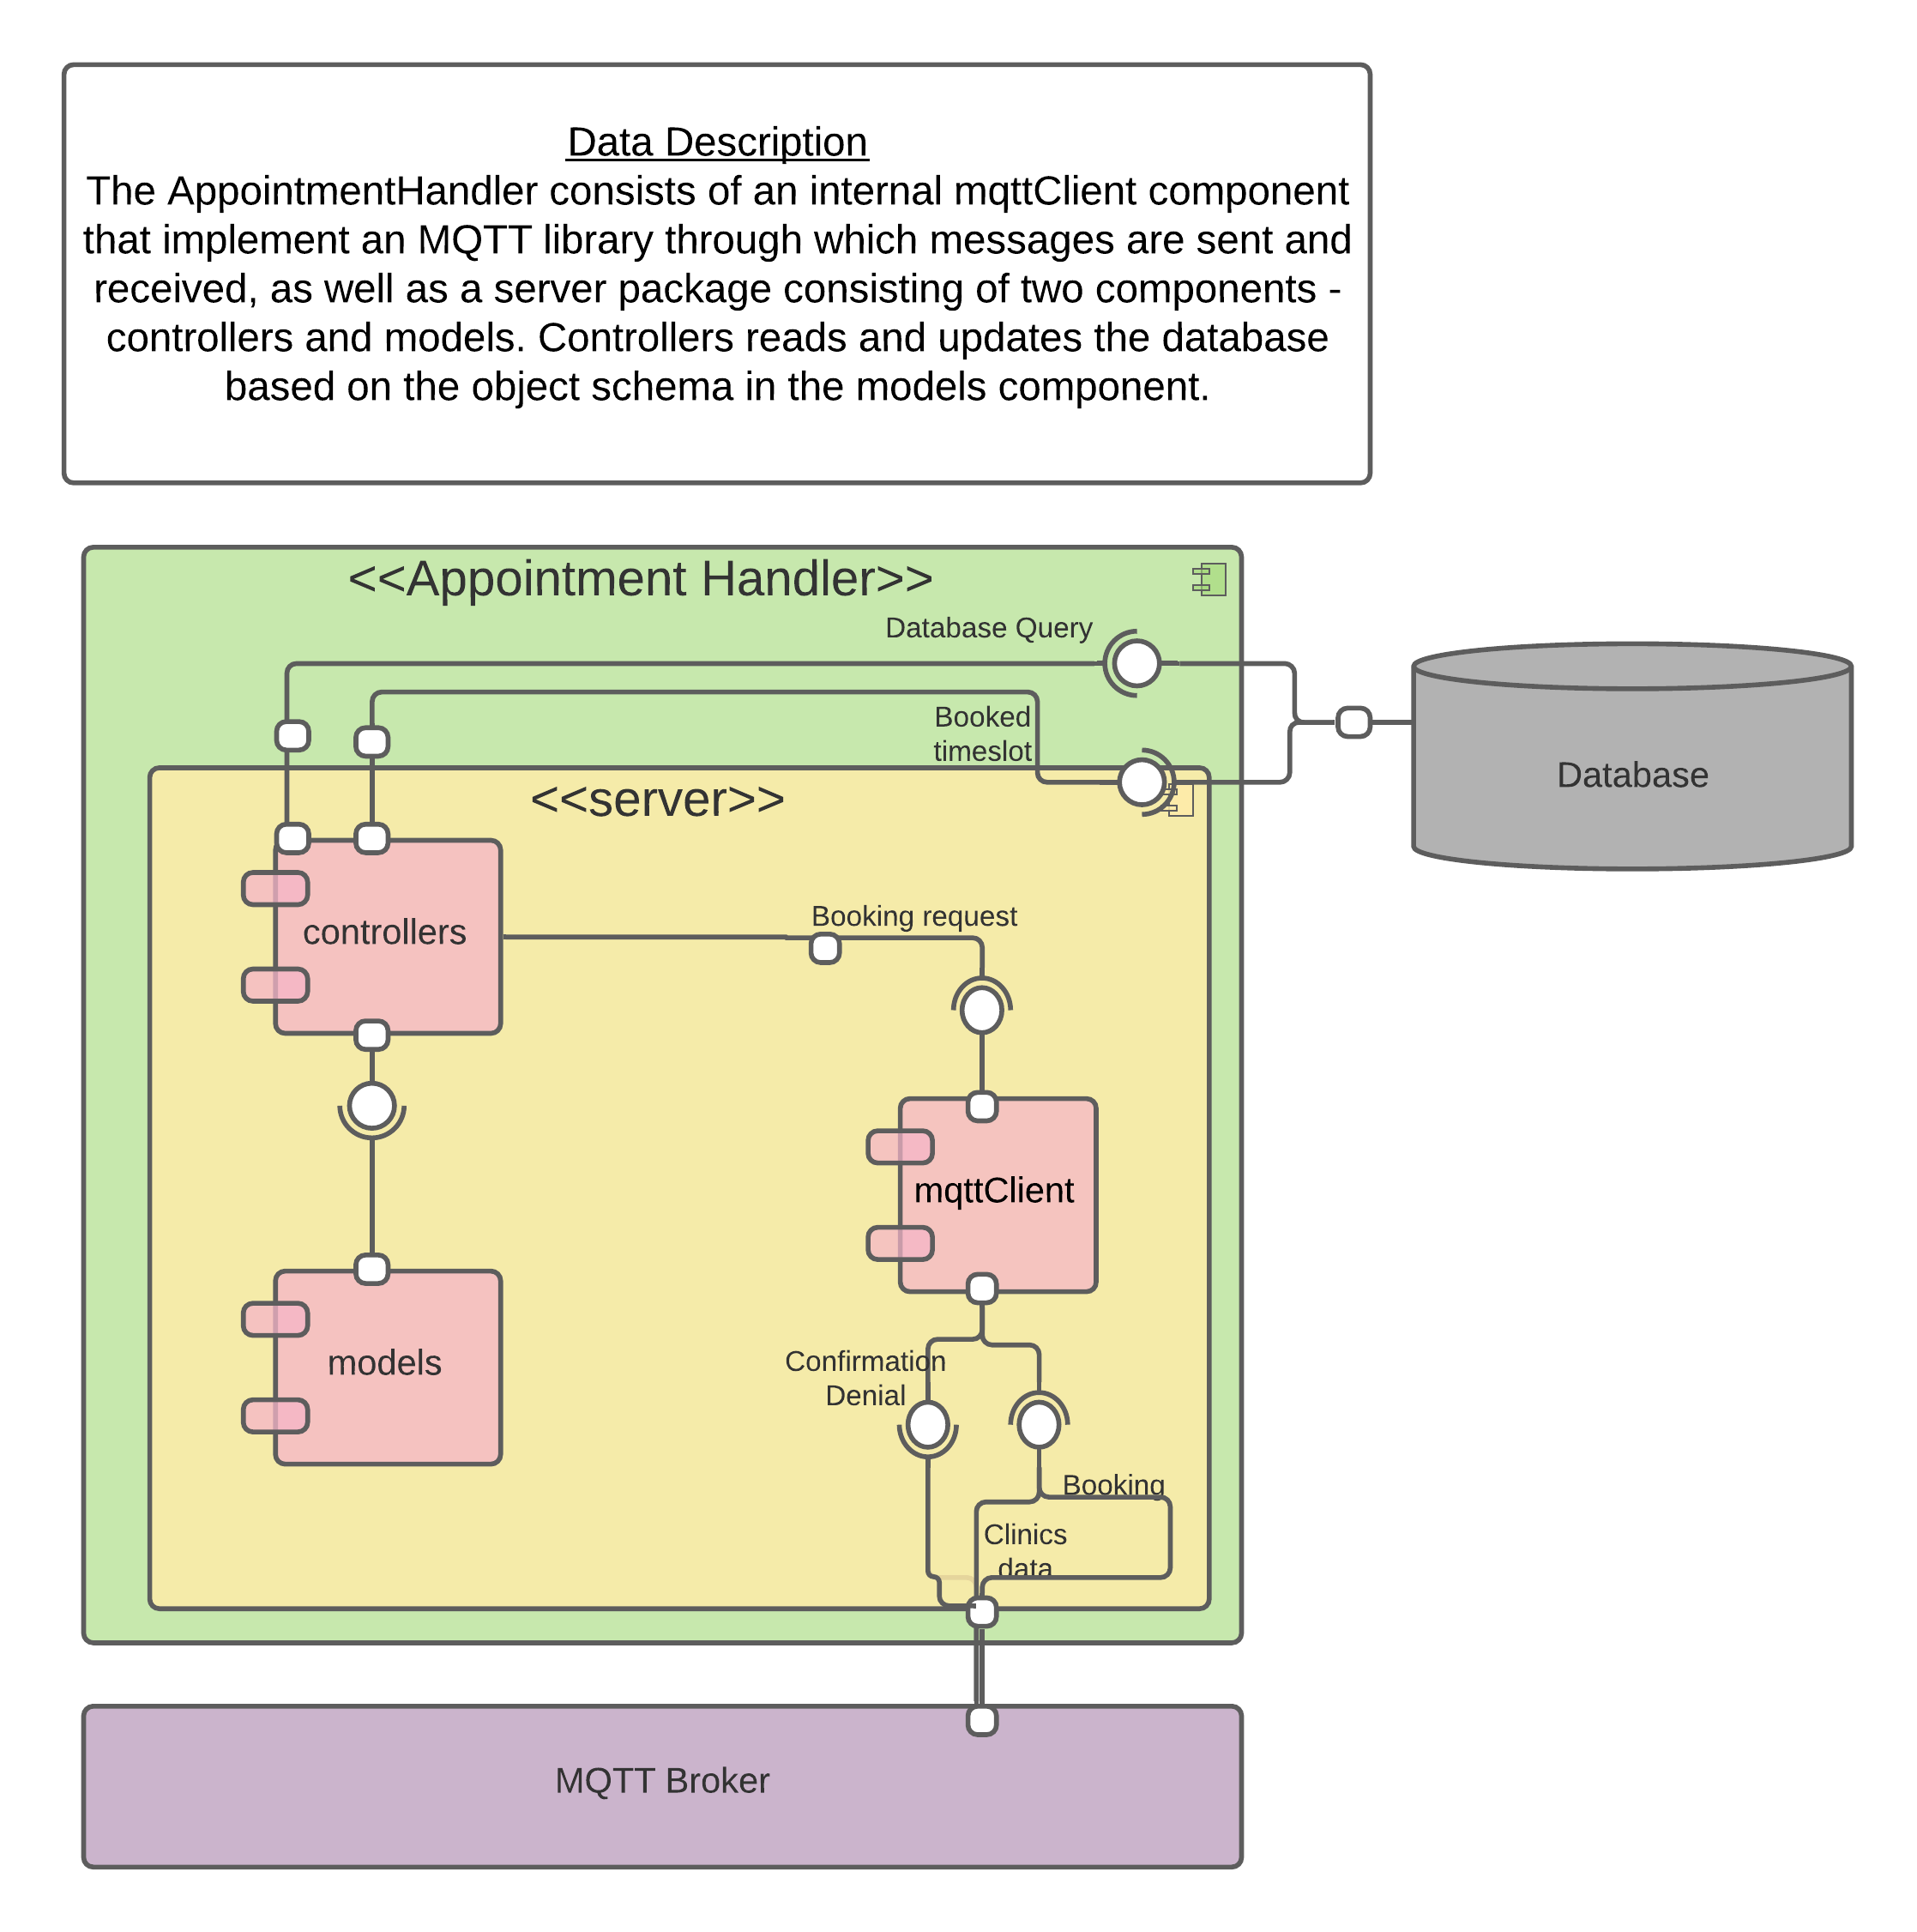 Data Description
The AppointmentHandler consists of an internal mqttClient component
that implement an MQTT library through which messages are sent and
received, as well as a server package consisting of two components -
controllers and models. Controllers reads and updates the database
based on the object schema in the models component.
<<Appointment Handler>>
Database Query
Booked
timeslot
Database
<<server>>
controllers
Booking request
mqttClient
models
Confirmation
Denial
Booking
Clinics
data
MQTT Broker